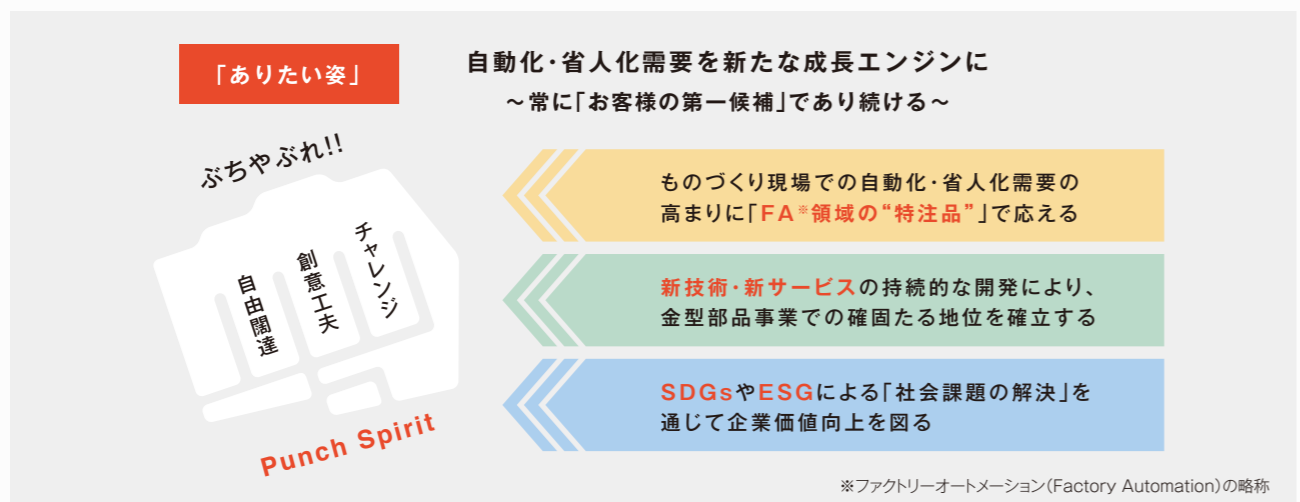 「ありたい姿」
自動化・省人化需要を新たな成長エンジンに
～常に「お客様の第一候補」であり続ける～
ぶちやぶれ!!
チャレンジ
創意工夫
自由闊達
Punch Spirit
ものづくり現場での自動化・省人化需要の
高まりに「FA※領域の“特注品”」で応える
新技術・新サービスの持続的な開発により、
金型部品事業での確固たる地位を確立する
SDGsやESGによる「社会課題の解決」を
通じて企業価値向上を図る
※ファクトリーオートメーション（Factory Automation）の略称